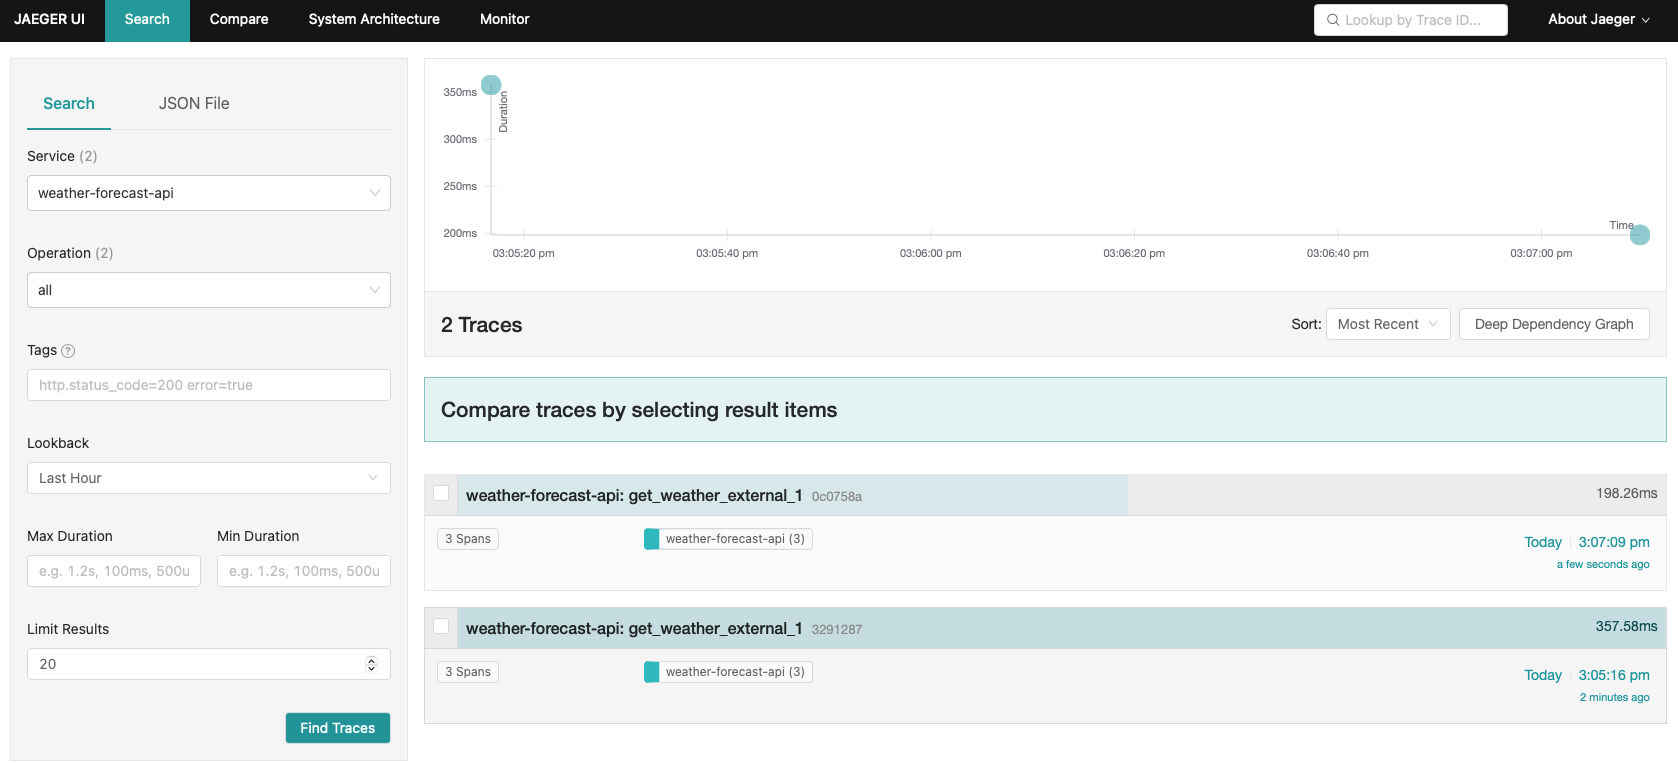 JAEGER UI Search Compare System Architecture Monitor Lookup by Trace ID... About Jaeger
Search JSON File
Service (2)
weather-forecast-api
Operation (2)
all
Tags ?
http.status_code=200 error=true
Lookback
Last Hour
Max Duration Min Duration
e.g. 1.2s, 100ms, 500u e.g. 1.2s, 100ms, 500u
Limit Results
20
Find Traces
350ms
300ms
250ms
200ms
Duration
Time
03:05:20 pm 03:05:40 pm 03:06:00 pm 03:06:20 pm 03:06:40 pm 03:07:00 pm
2 Traces Sort: Most Recent Deep Dependency Graph
Compare traces by selecting result items
weather-forecast-api: get_weather_external_1 0c0758a 198.26ms
3 Spans weather-forecast-api (3) Today 3:07:09 pm
a few seconds ago
weather-forecast-api: get_weather_external_1 3291287 357.58ms
3 Spans weather-forecast-api (3) Today 3:05:16 pm
2 minutes ago